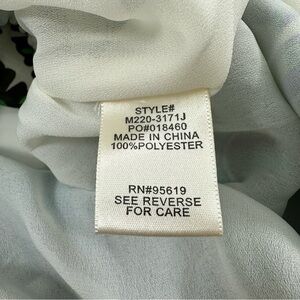 STYLE#
M220-3171J
PO#018460
MADE IN CHINA
100%POLYESTER
RN#95619
SEE REVERSE
FOR CARE